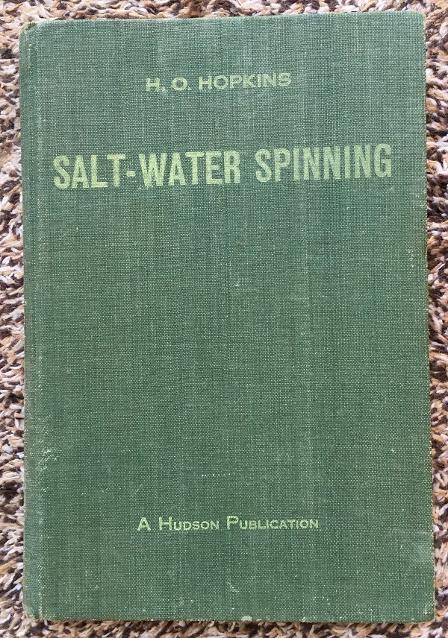 H. O. HOPKINS
SALT-WATER SPINNING
A HUDSON PUBLICATION